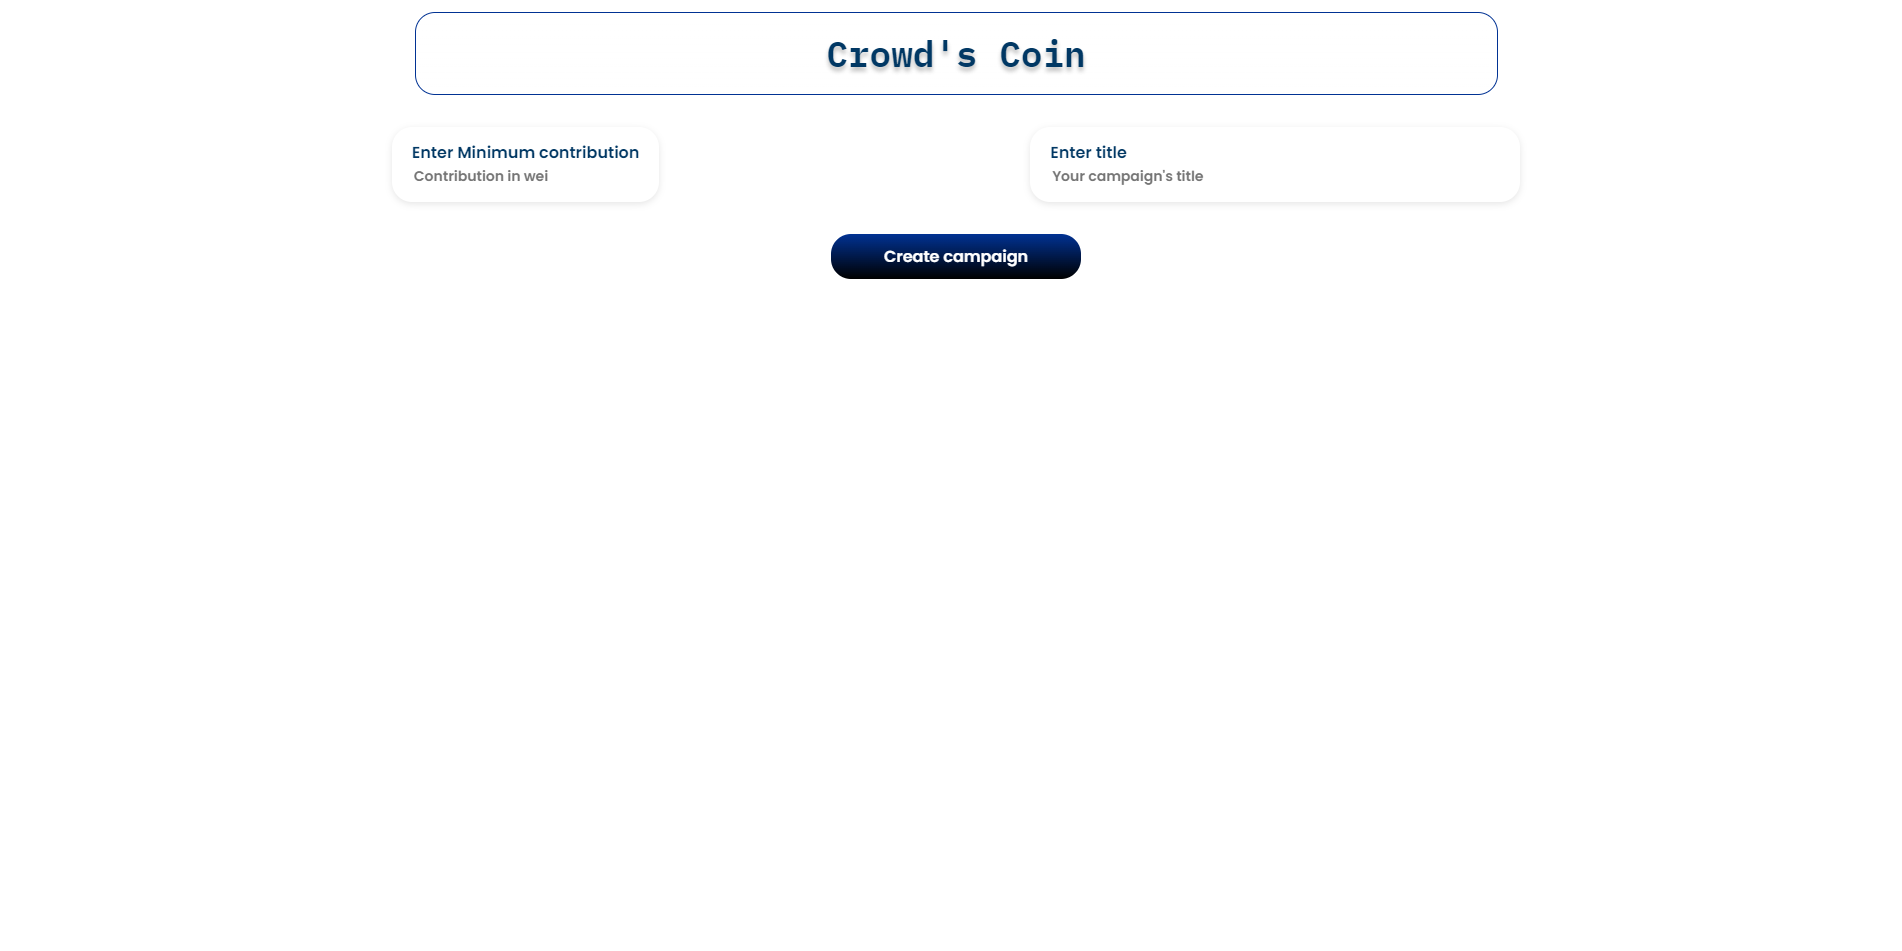 Crowd's Coin
Enter Minimum contribution
Contribution in wei
Enter title
Your campaign's title
Create campaign